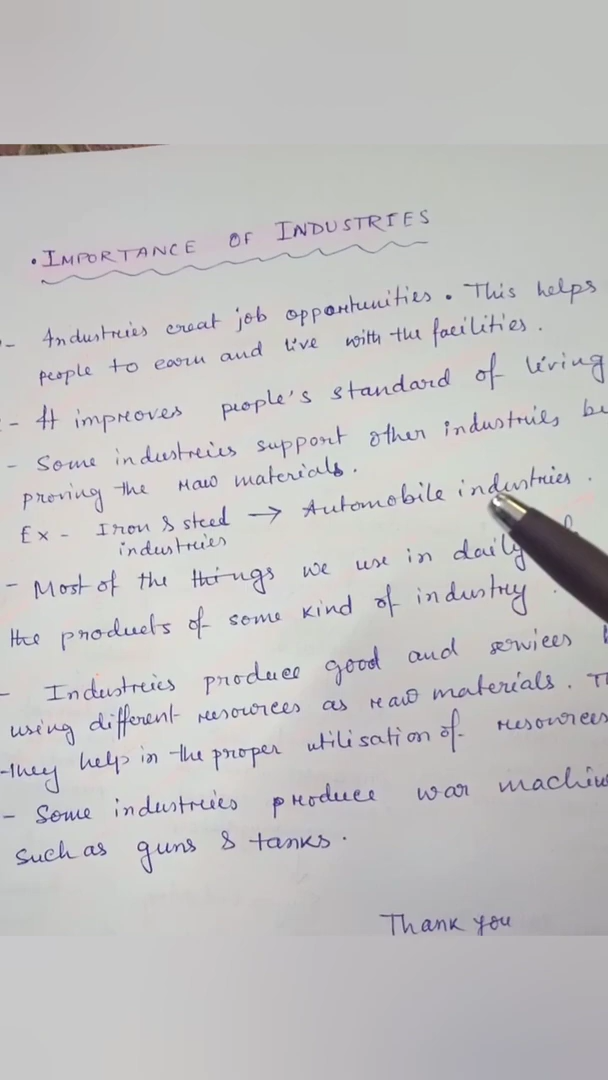 • IMPORTANCE OF INDUSTRIES
- Industries creat job opportunities. This helps
people to earn and live with the facilities.
- It improves people's standard of living
- Some industries support other industries
proving the raw materials.
Ex - Iron & steel → Automobile industries.
industries
- Most of the things we use in daily
the products of some kind of industry.
- Industries produce good and services
using different resources as raw materials.
they help in the proper utilisation of resources
- Some industries produce war machin
such as guns & tanks.
Thank you